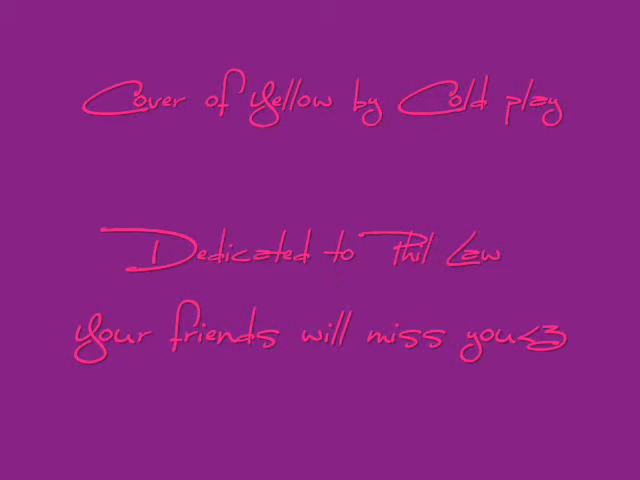 Cover of Yellow by Cold play
Dedicated to Phil Law
Your friends will miss you<3